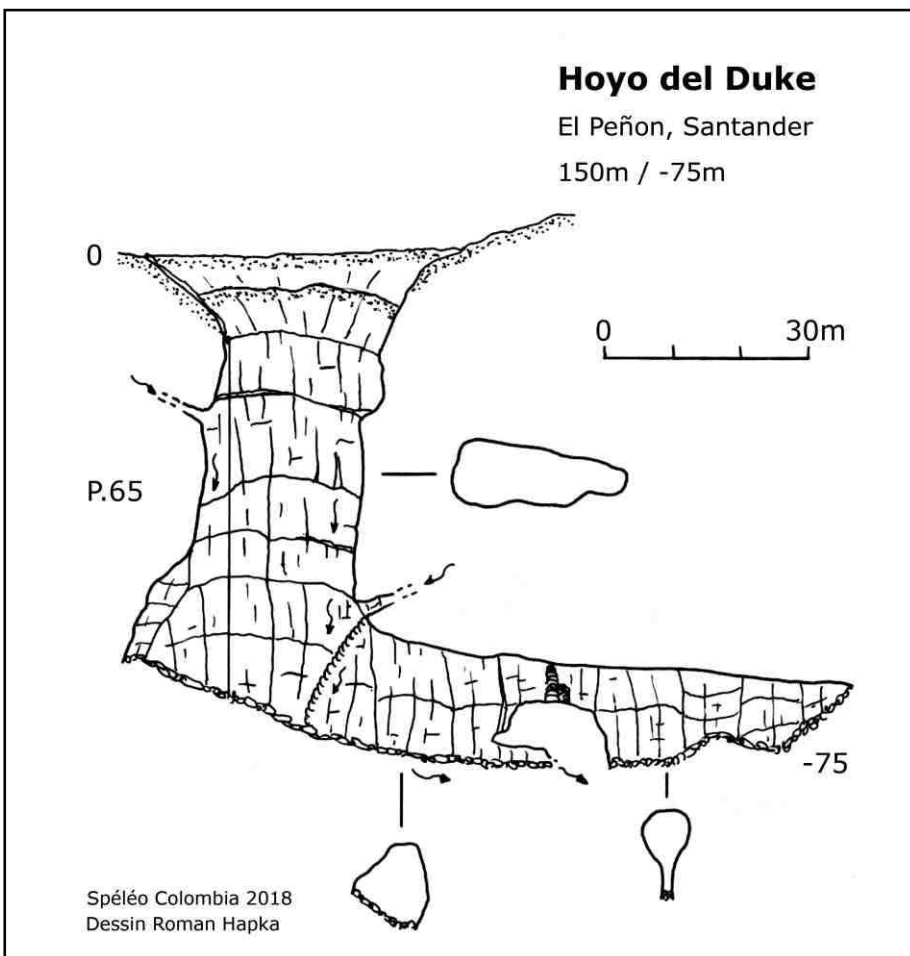 Hoyo del Duke
El Peñon, Santander
150m / -75m
0
0 30m
P.65
-75
Spéléo Colombia 2018
Dessin Roman Hapka